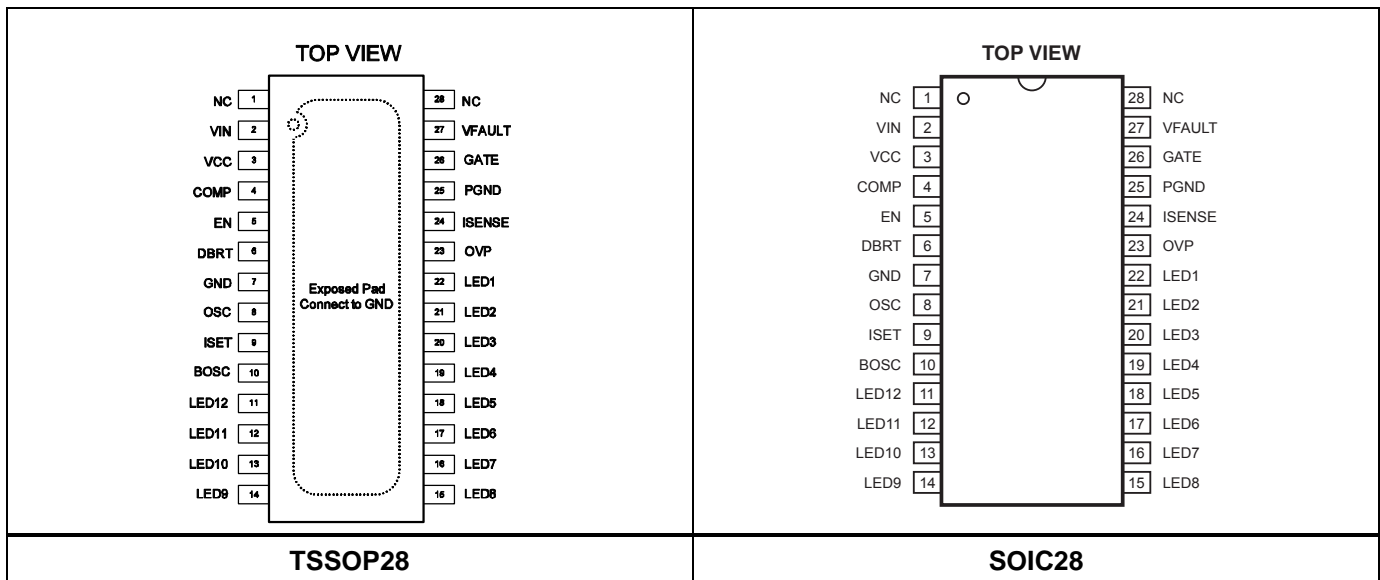 TOP VIEW
NC 1 28 NC
VIN 2 27 VFAULT
VCC 3 26 GATE
COMP 4 25 PGND
EN 5 24 ISENSE
DBRT 6 23 OVP
GND 7 22 LED1
OSC 8 21 LED2
ISET 9 20 LED3
BOSC 10 19 LED4
LED12 11 18 LED5
LED11 12 17 LED6
LED10 13 16 LED7
LED9 14 15 LED8
Exposed Pad
Connect to GND
TSSOP28
TOP VIEW
NC 1 28 NC
VIN 2 27 VFAULT
VCC 3 26 GATE
COMP 4 25 PGND
EN 5 24 ISENSE
DBRT 6 23 OVP
GND 7 22 LED1
OSC 8 21 LED2
ISET 9 20 LED3
BOSC 10 19 LED4
LED12 11 18 LED5
LED11 12 17 LED6
LED10 13 16 LED7
LED9 14 15 LED8
SOIC28